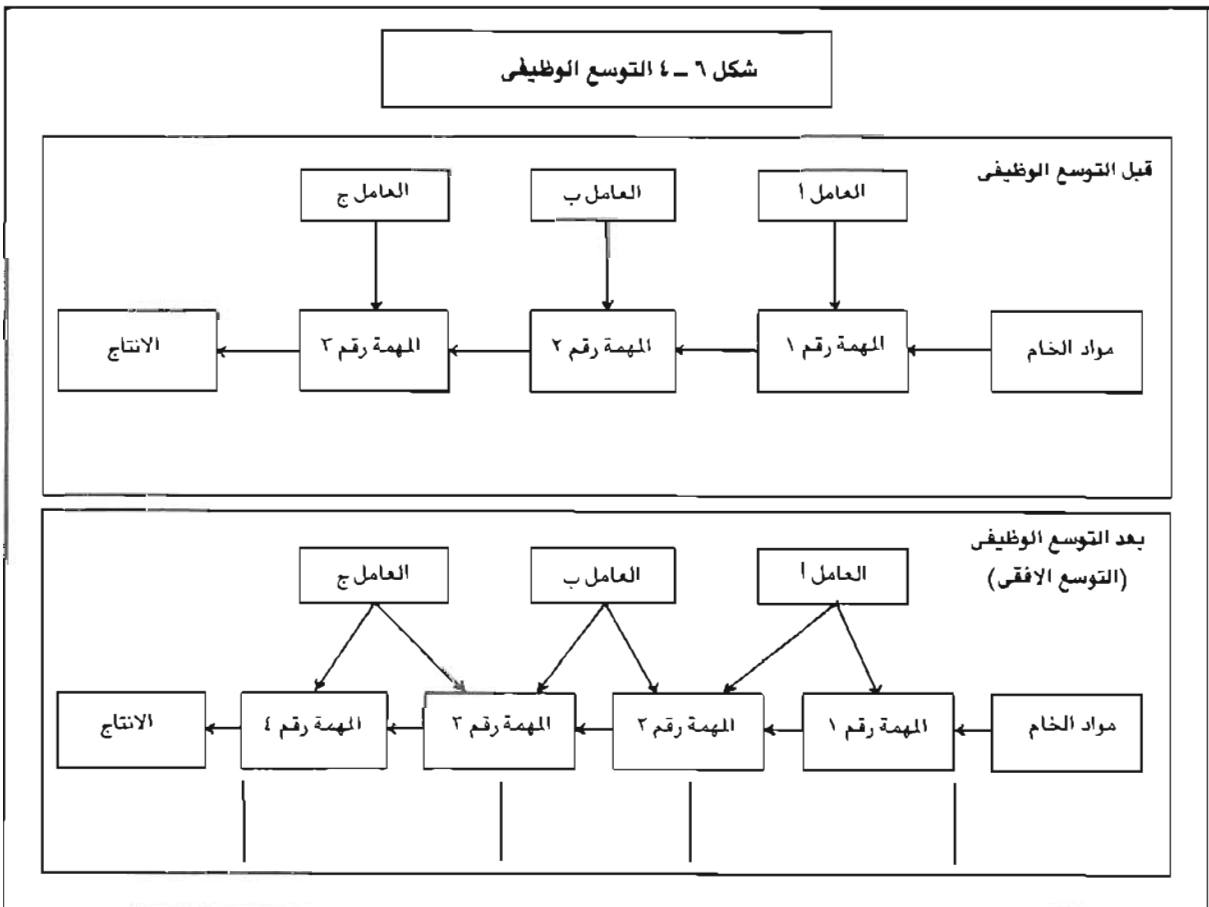 شكل ٦ – ٤ التوسع الوظيفى
قبل التوسع الوظيفى
العامل أ
العامل ب
العامل ج
مواد الخام
المهمة رقم ١
المهمة رقم ٢
المهمة رقم ٣
الانتاج
بعد التوسع الوظيفى
(التوسع الافقى)
العامل أ
العامل ب
العامل ج
مواد الخام
المهمة رقم ١
المهمة رقم ٢
المهمة رقم ٣
المهمة رقم ٤
الانتاج